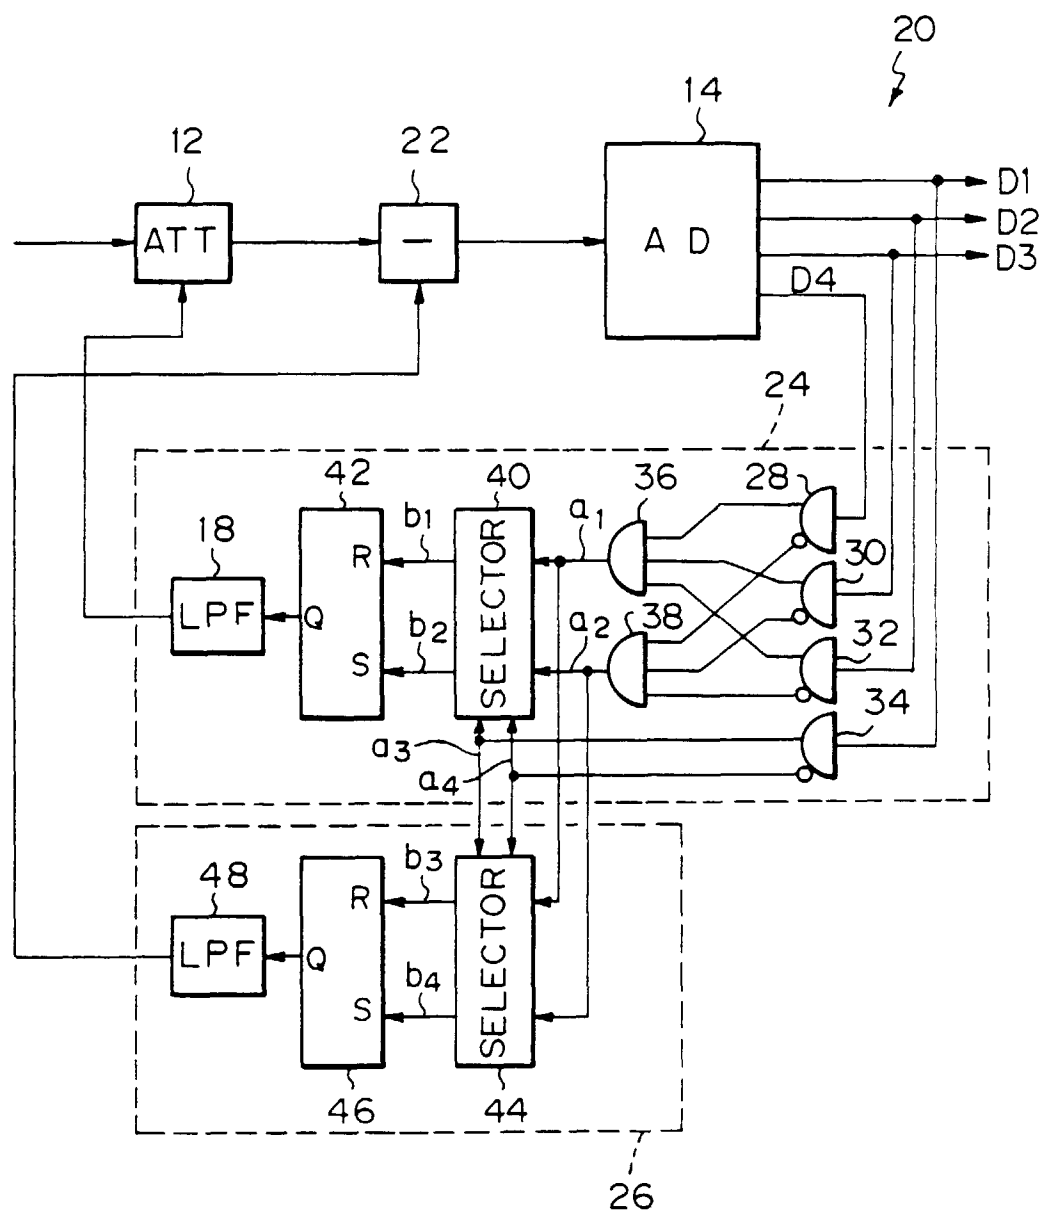 20
14
12
22
D1
ATT
−
A D
D2
D3
D4
24
42
40
36
28
b1
a1
R
18
SELECTOR
30
LPF
Q
38
b2
a2
32
S
34
a3
a4
b3
48
R
SELECTOR
LPF
Q
b4
S
46
44
26